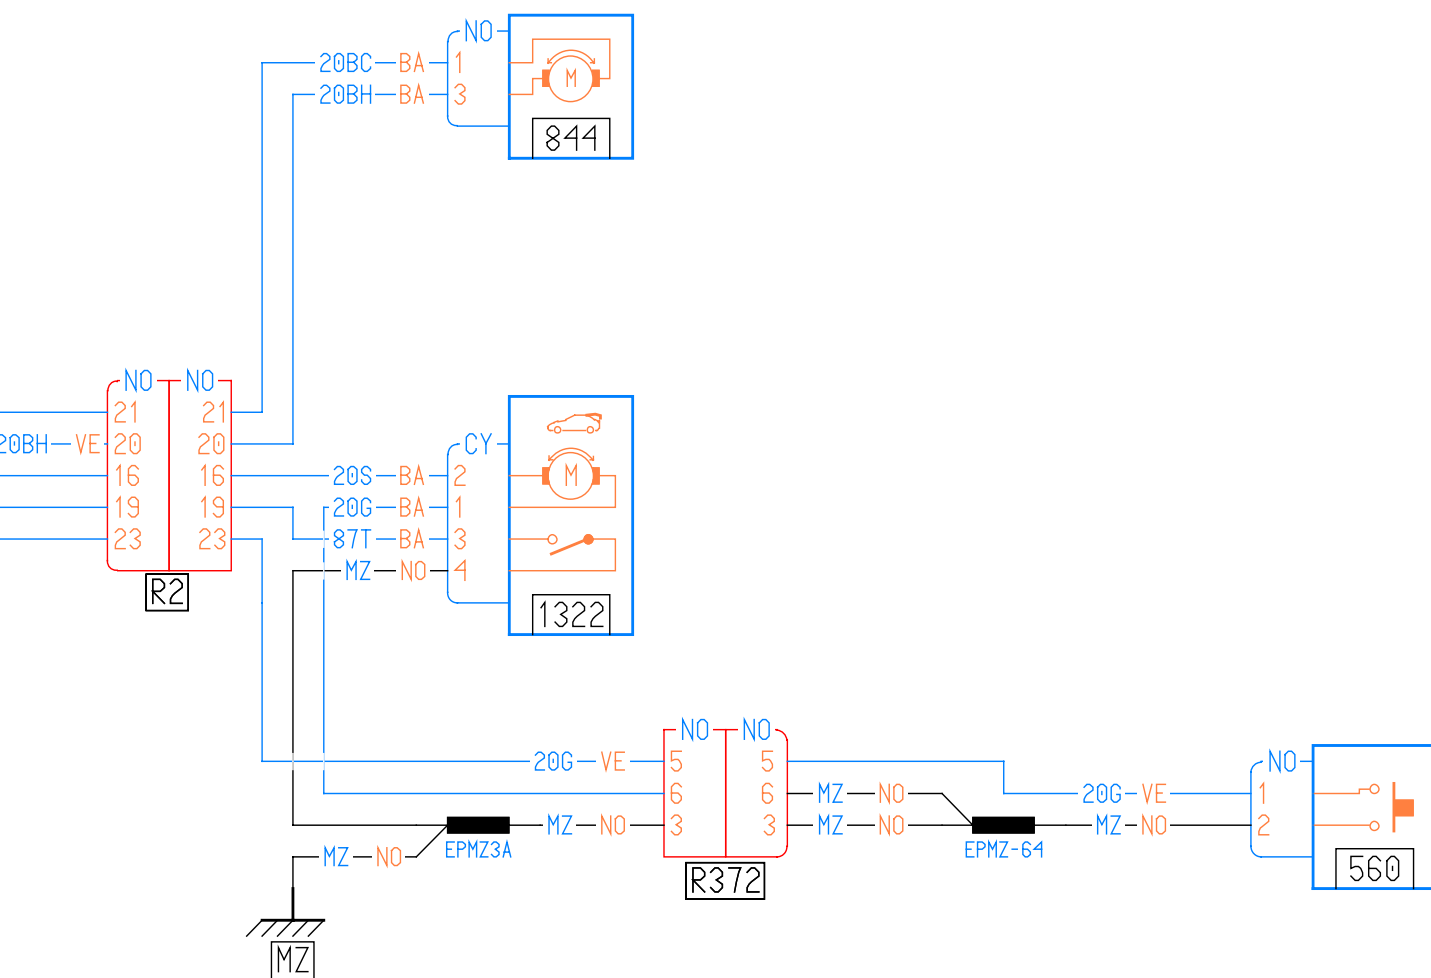 NO
20BC BA 1
20BH BA 3
M
844
NO NO
21 21
20BH VE 20 20
16 16
19 19
23 23
R2
CY
20S BA 2
20G BA 1
87T BA 3
MZ NO 4
M
1322
NO NO
20G VE 5 5
6 6 MZ NO
MZ NO 3 3 MZ NO
EPMZ3A
MZ NO
R372
MZ
EPMZ-64
NO
20G VE 1
MZ NO 2
560